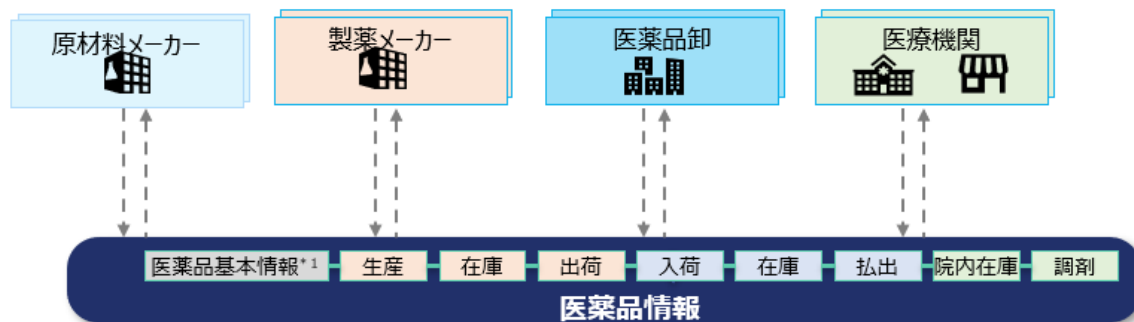 原材料メーカー
製薬メーカー
医薬品卸
医療機関
医薬品基本情報*1
生産
在庫
出荷
入荷
在庫
払出
院内在庫
調剤
医薬品情報